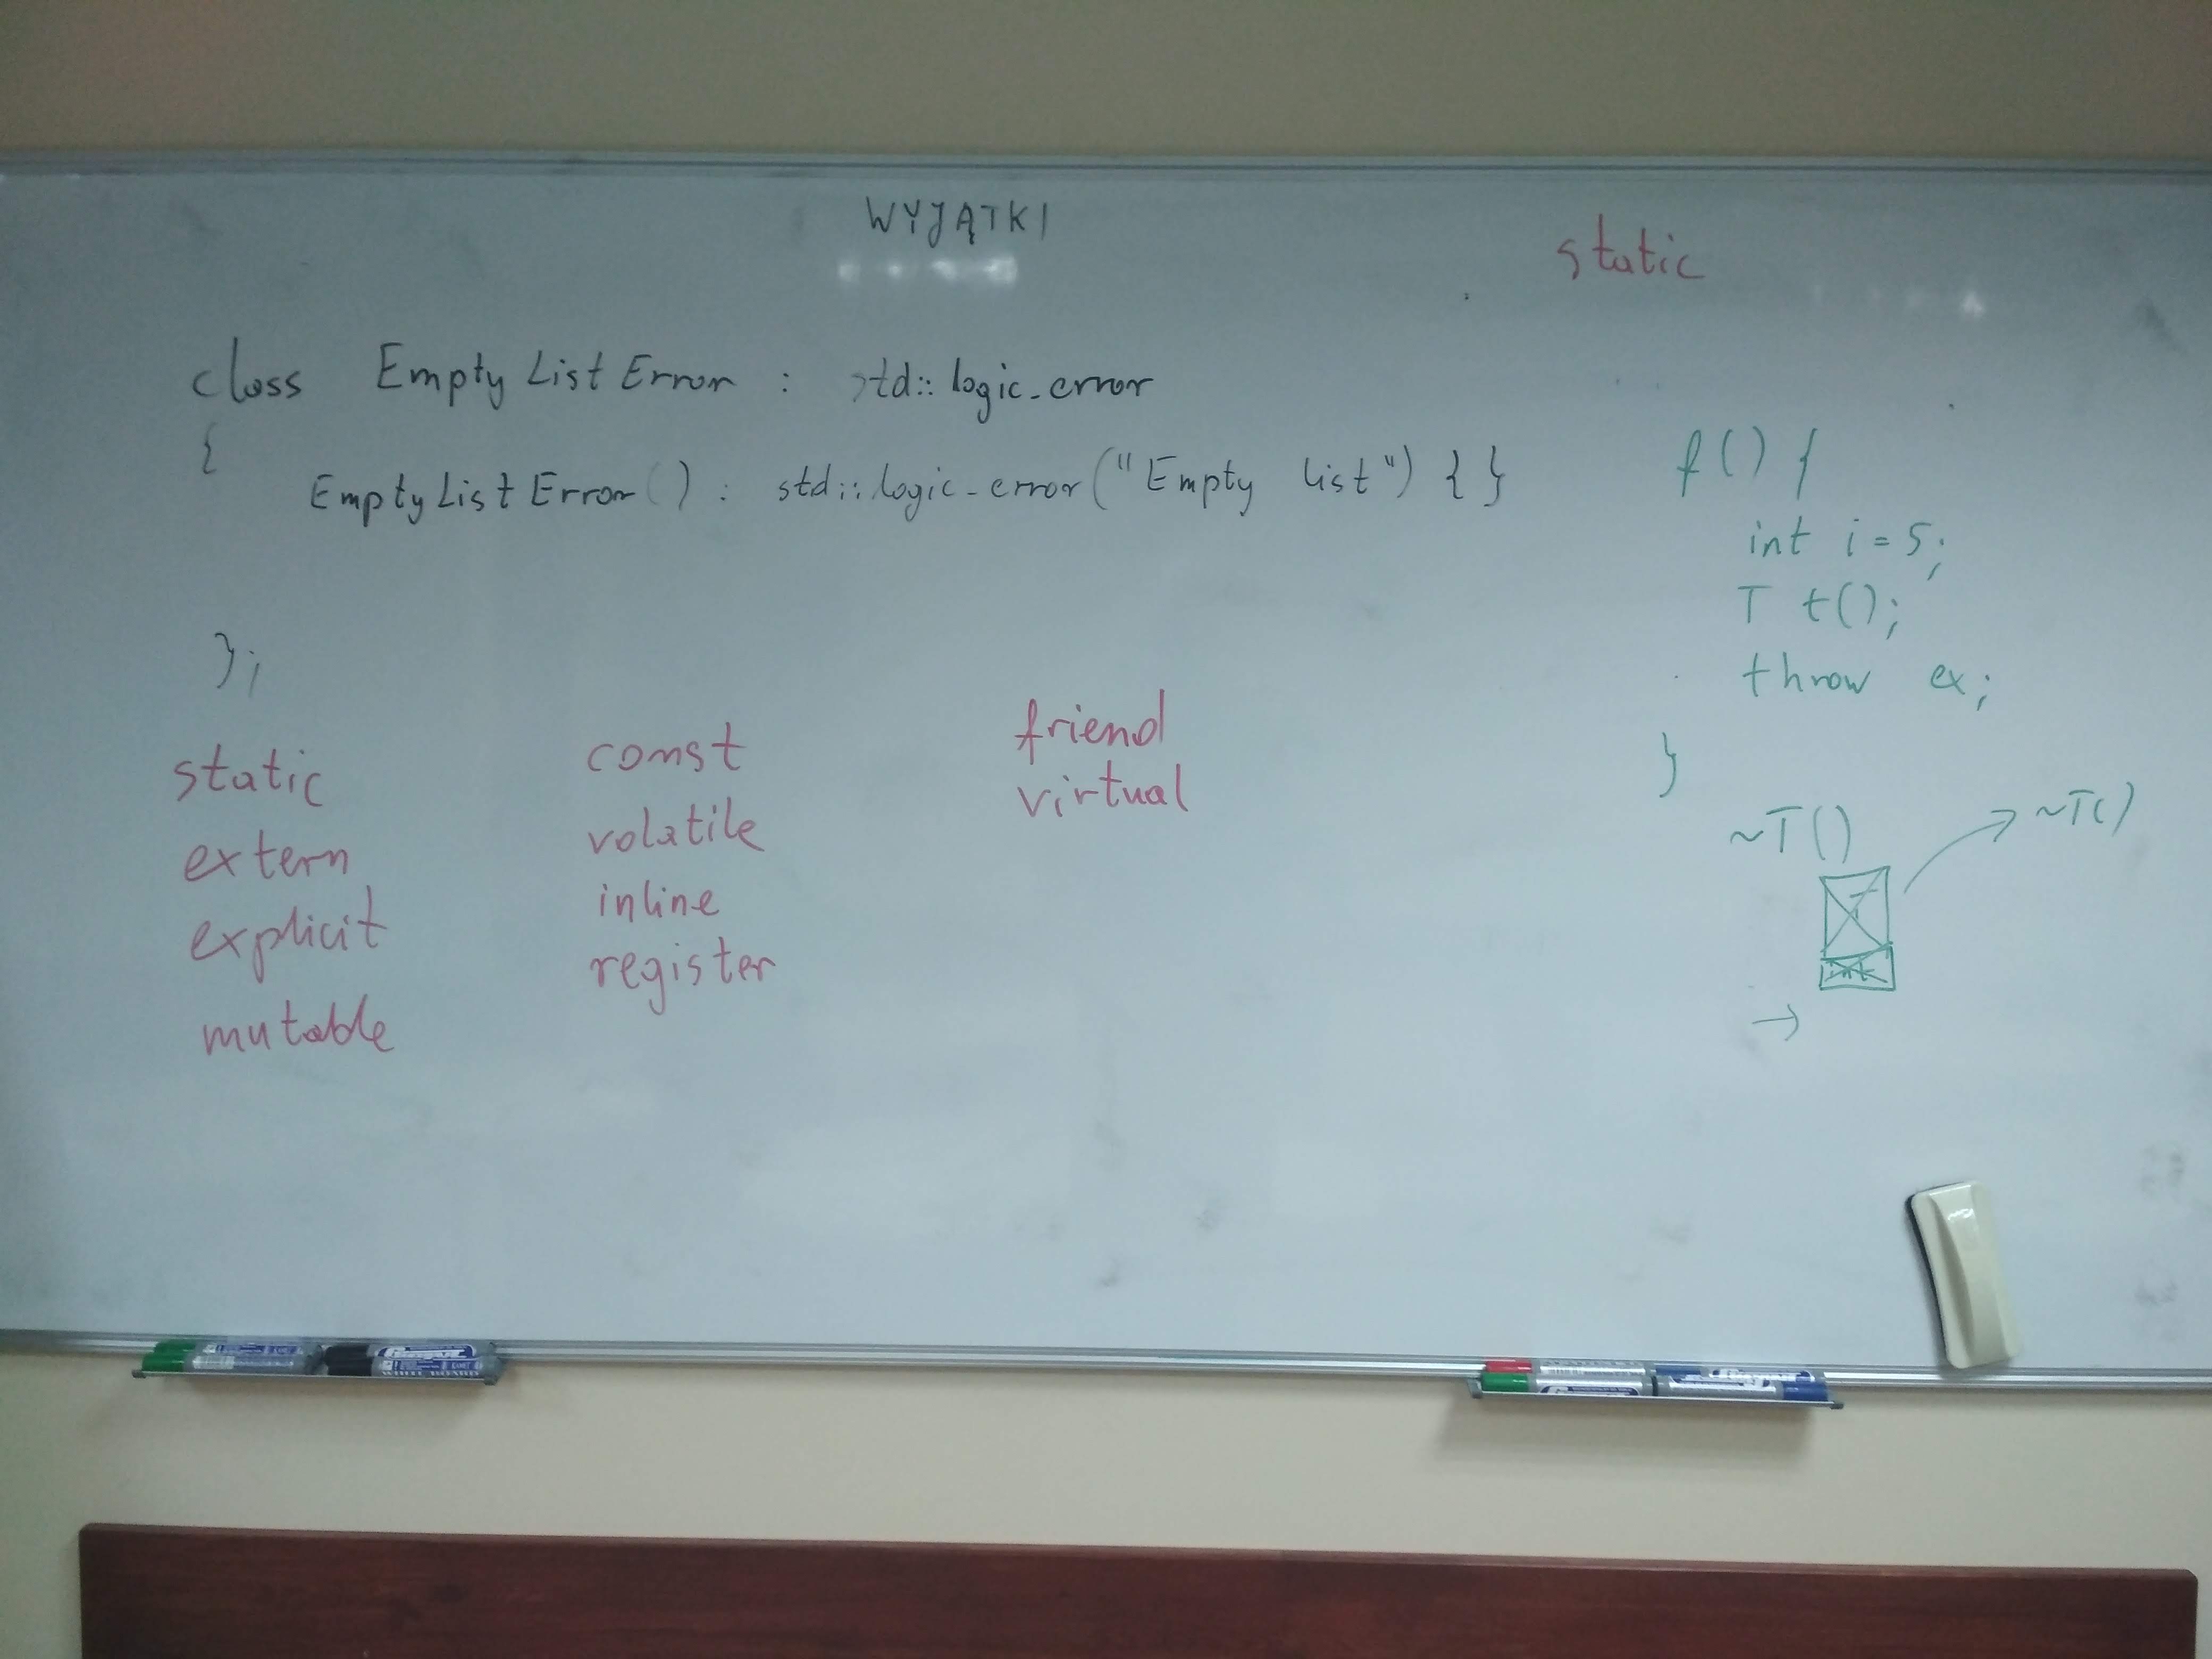 WYJĄTKI
static
class EmptyListError : std::logic_error
{
EmptyListError() : std::logic_error("Empty list") { }
};
f() {
int i = 5;
T t();
throw ex;
}
static
extern
explicit
mutable
const
volatile
inline
register
friend
virtual
~T()
→ ~T()
T
int
→